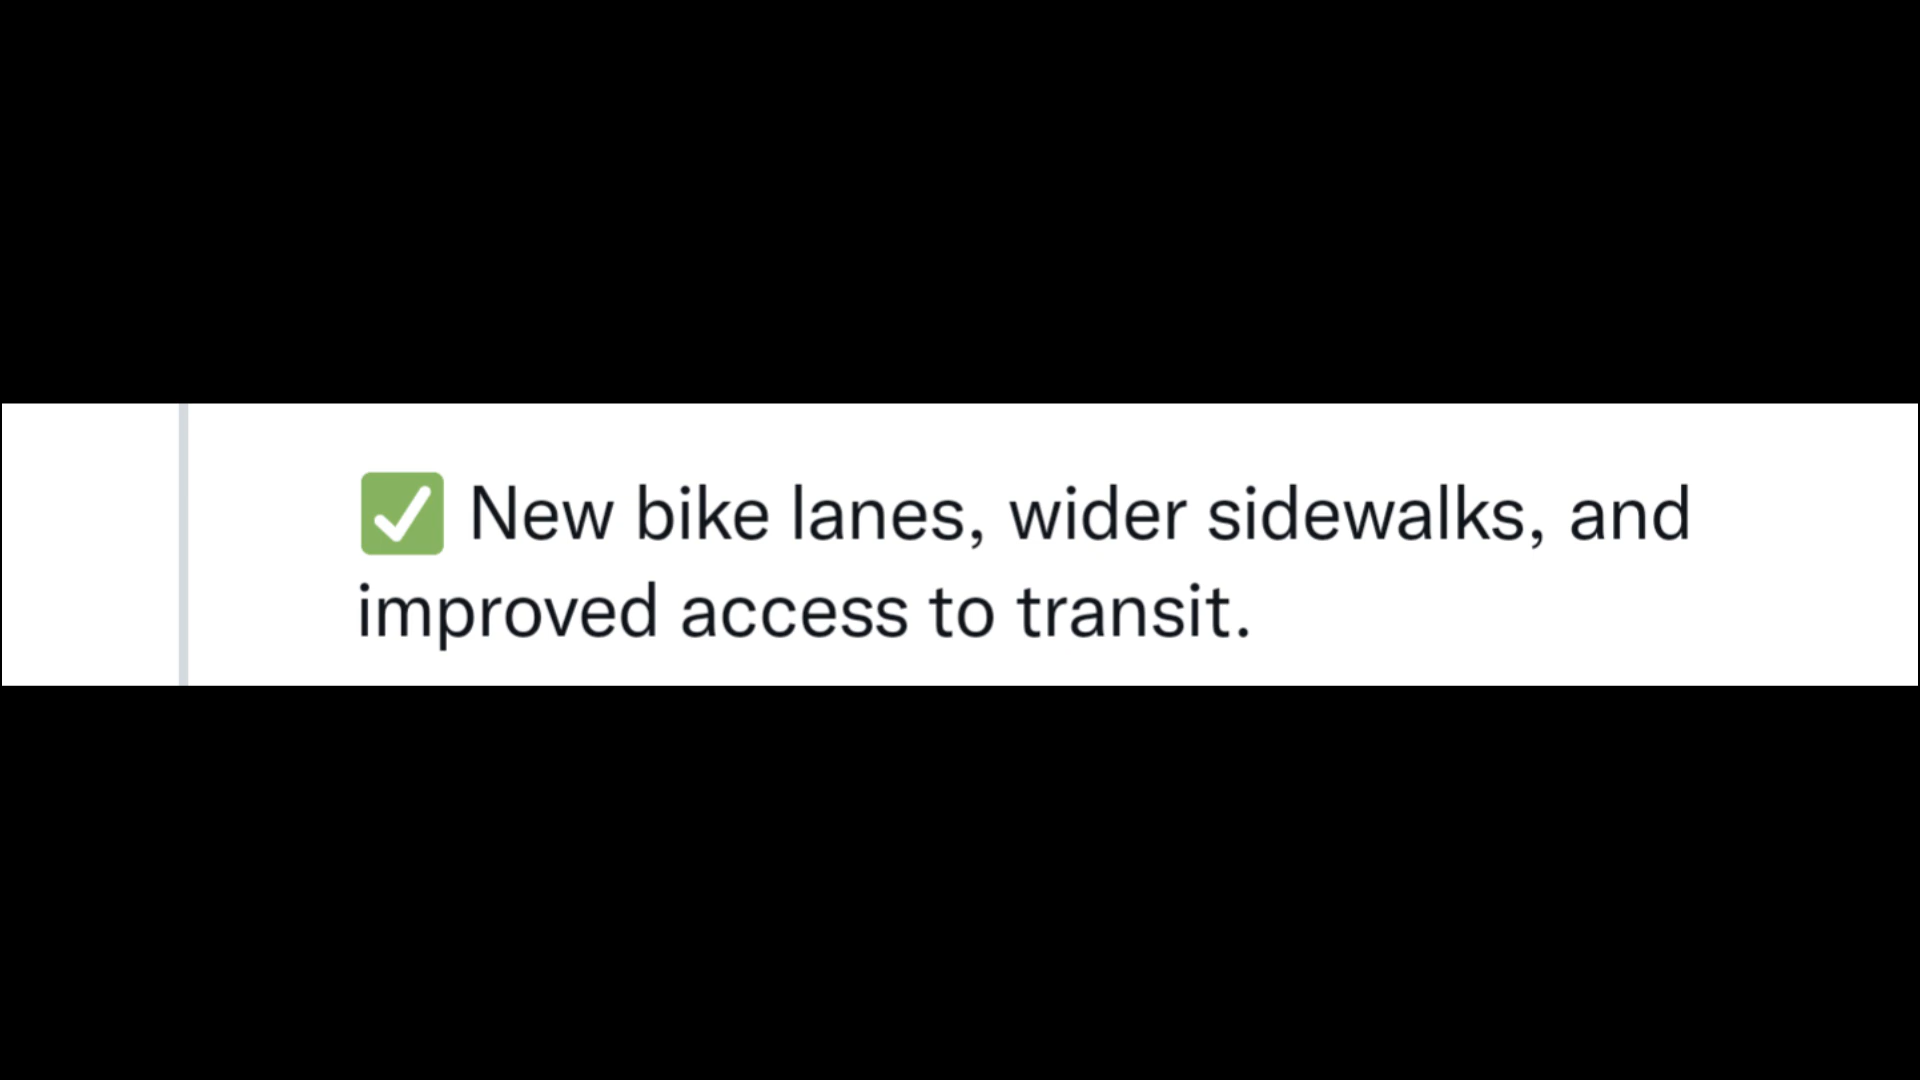 ✅ New bike lanes, wider sidewalks, and
improved access to transit.